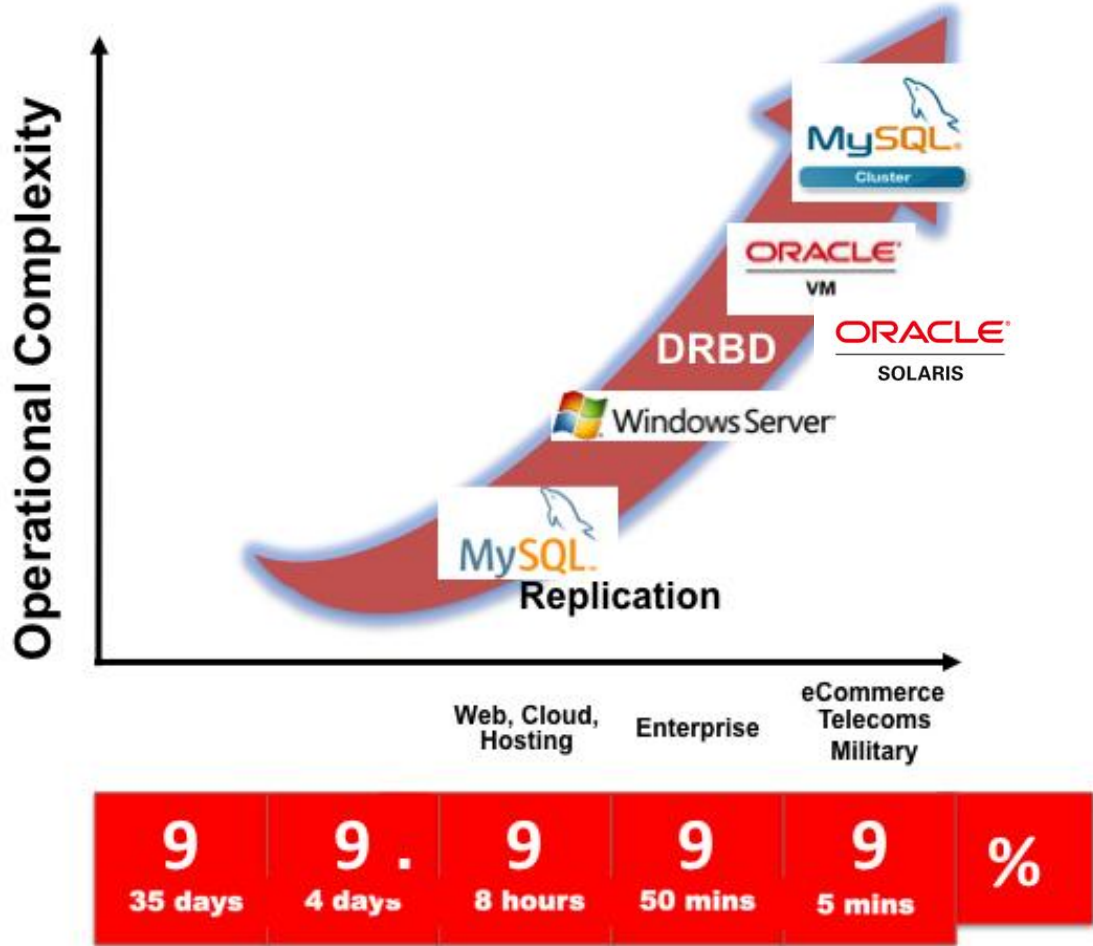 Operational Complexity
MySQL®
Cluster
ORACLE®
VM
ORACLE®
SOLARIS
DRBD
Windows Server
MySQL
Replication
Web, Cloud,
Hosting
Enterprise
eCommerce
Telecoms
Military
9 9. 9 9 9 %
35 days 4 days 8 hours 50 mins 5 mins